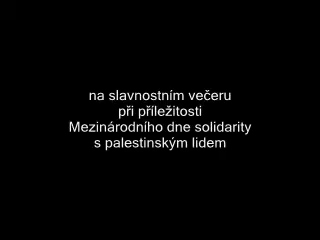 na slavnostním večeru
při příležitosti
Mezinárodního dne solidarity
s palestinským lidem